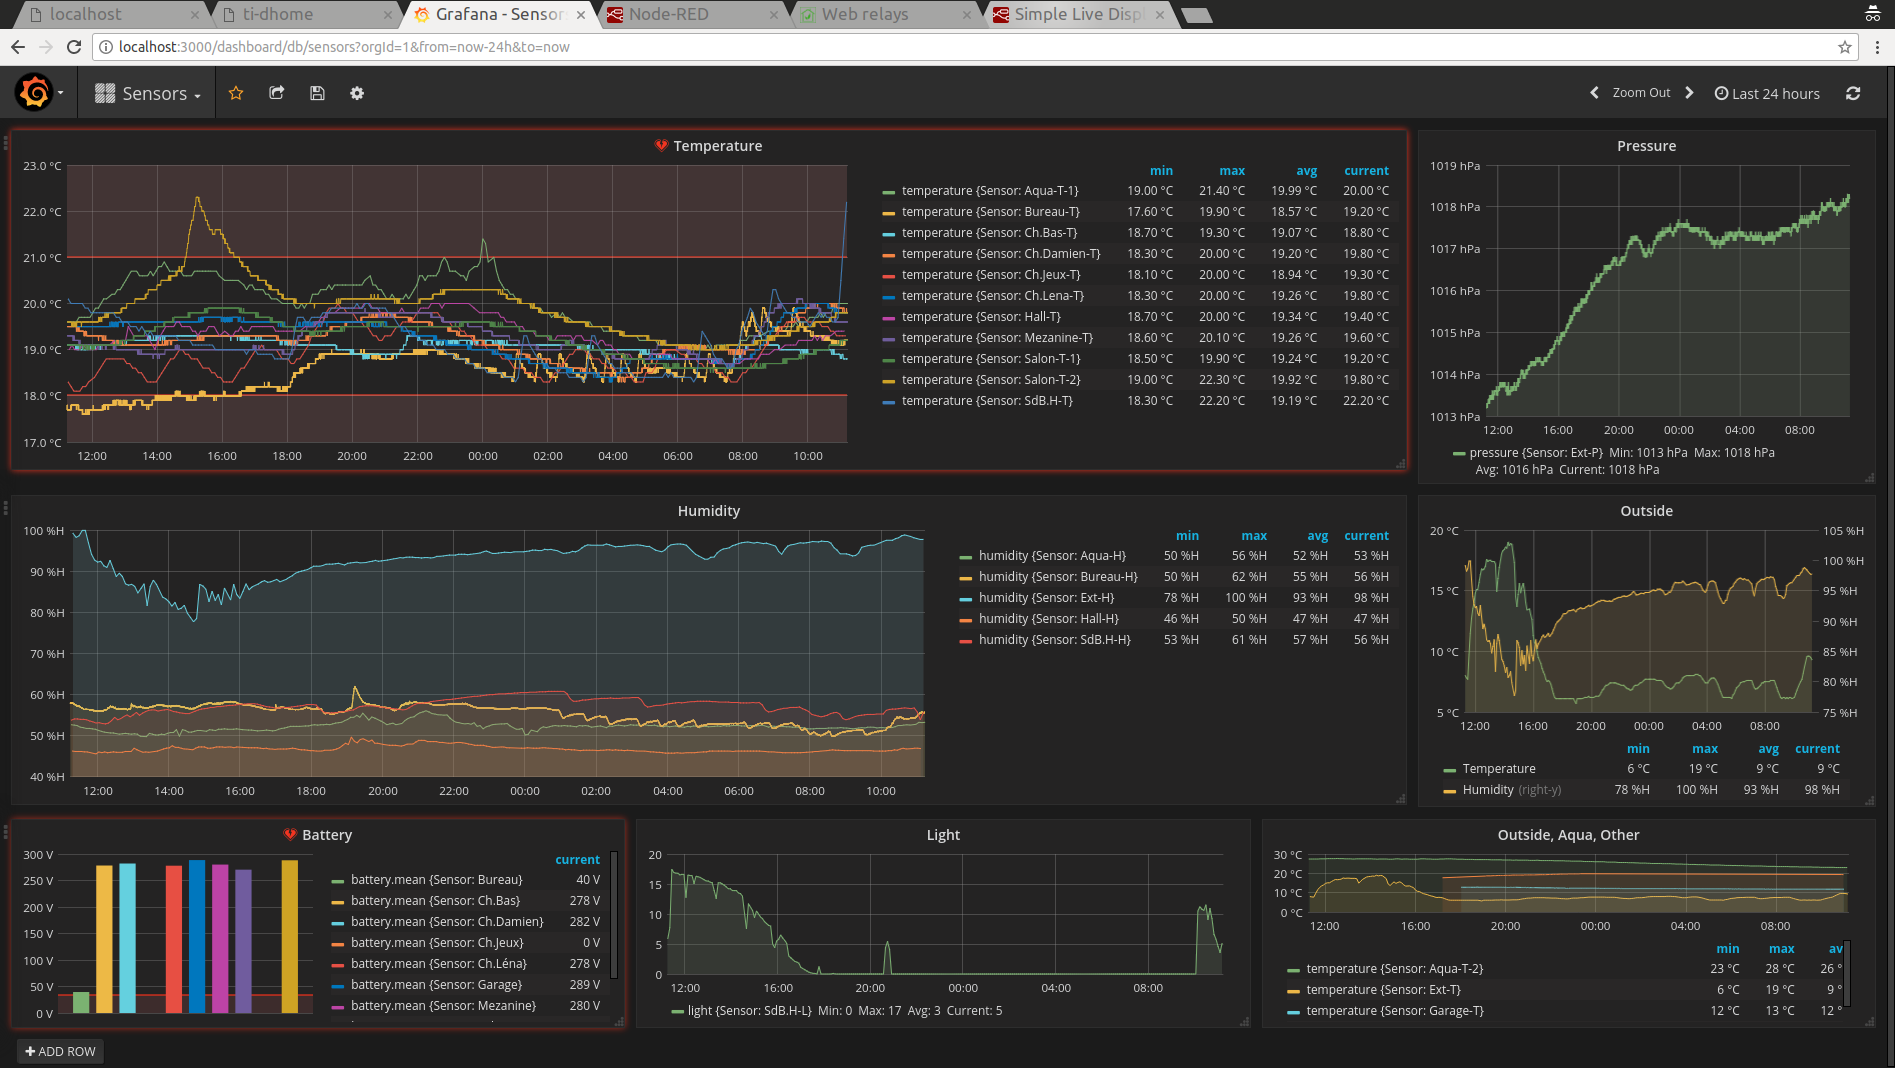 localhost
ti-dhome
Grafana - Sensors
Node-RED
Web relays
Simple Live Disp
localhost:3000/dashboard/db/sensors?orgId=1&from=now-24h&to=now
Sensors
Zoom Out
Last 24 hours
Temperature
23.0 °C
22.0 °C
21.0 °C
20.0 °C
19.0 °C
18.0 °C
17.0 °C
12:00 14:00 16:00 18:00 20:00 22:00 00:00 02:00 04:00 06:00 08:00 10:00
min max avg current
temperature {Sensor: Aqua-T-1} 19.00 °C 21.40 °C 19.99 °C 20.00 °C
temperature {Sensor: Bureau-T} 17.60 °C 19.90 °C 18.57 °C 19.20 °C
temperature {Sensor: Ch.Bas-T} 18.70 °C 19.30 °C 19.07 °C 18.80 °C
temperature {Sensor: Ch.Damien-T} 18.30 °C 20.00 °C 19.20 °C 19.80 °C
temperature {Sensor: Ch.Jeux-T} 18.10 °C 20.00 °C 18.94 °C 19.30 °C
temperature {Sensor: Ch.Lena-T} 18.30 °C 20.00 °C 19.26 °C 19.80 °C
temperature {Sensor: Hall-T} 18.70 °C 20.00 °C 19.34 °C 19.40 °C
temperature {Sensor: Mezanine-T} 18.60 °C 20.10 °C 19.26 °C 19.60 °C
temperature {Sensor: Salon-T-1} 18.50 °C 19.90 °C 19.24 °C 19.20 °C
temperature {Sensor: Salon-T-2} 19.00 °C 22.30 °C 19.92 °C 19.80 °C
temperature {Sensor: SdB.H-T} 18.30 °C 22.20 °C 19.19 °C 22.20 °C
Pressure
1019 hPa
1018 hPa
1017 hPa
1016 hPa
1015 hPa
1014 hPa
1013 hPa
12:00 16:00 20:00 00:00 04:00 08:00
pressure {Sensor: Ext-P} Min: 1013 hPa Max: 1018 hPa
Avg: 1016 hPa Current: 1018 hPa
Humidity
100 %H
90 %H
80 %H
70 %H
60 %H
50 %H
40 %H
12:00 14:00 16:00 18:00 20:00 22:00 00:00 02:00 04:00 06:00 08:00 10:00
min max avg current
humidity {Sensor: Aqua-H} 50 %H 56 %H 52 %H 53 %H
humidity {Sensor: Bureau-H} 50 %H 62 %H 55 %H 56 %H
humidity {Sensor: Ext-H} 78 %H 100 %H 93 %H 98 %H
humidity {Sensor: Hall-H} 46 %H 50 %H 47 %H 47 %H
humidity {Sensor: SdB.H-H} 53 %H 61 %H 57 %H 56 %H
Outside
20 °C
15 °C
10 °C
5 °C
105 %H
100 %H
95 %H
90 %H
85 %H
80 %H
75 %H
12:00 16:00 20:00 00:00 04:00 08:00
min max avg current
Temperature 6 °C 19 °C 9 °C 9 °C
Humidity (right-y) 78 %H 100 %H 93 %H 98 %H
Battery
300 V
250 V
200 V
150 V
100 V
50 V
0 V
current
battery.mean {Sensor: Bureau} 40 V
battery.mean {Sensor: Ch.Bas} 278 V
battery.mean {Sensor: Ch.Damien} 282 V
battery.mean {Sensor: Ch.Jeux} 0 V
battery.mean {Sensor: Ch.Léna} 278 V
battery.mean {Sensor: Garage} 289 V
battery.mean {Sensor: Mezanine} 280 V
Light
20
15
10
5
0
12:00 16:00 20:00 00:00 04:00 08:00
light {Sensor: SdB.H-L} Min: 0 Max: 17 Avg: 3 Current: 5
Outside, Aqua, Other
30 °C
20 °C
10 °C
0 °C
12:00 16:00 20:00 00:00 04:00 08:00
min max av
temperature {Sensor: Aqua-T-2} 23 °C 28 °C 26 °
temperature {Sensor: Ext-T} 6 °C 19 °C 9 °
temperature {Sensor: Garage-T} 12 °C 13 °C 12 °
ADD ROW